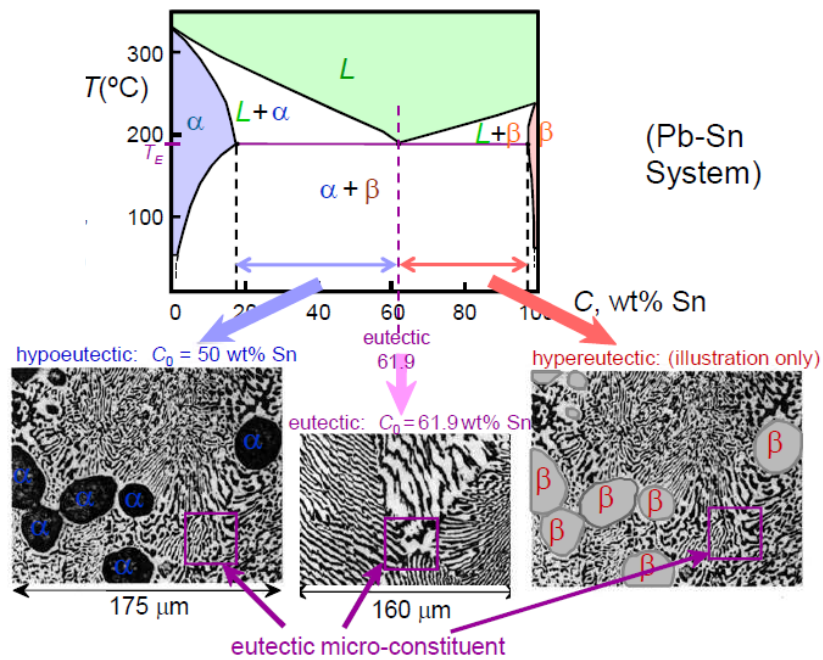 300
T(ºC)
L
L+α
α
200
L+β
β
T_E
(Pb-Sn
System)
α + β
100
0
20
40
60
80
100
C, wt% Sn
eutectic
61.9
hypoeutectic: C₀ = 50 wt% Sn
hypereutectic: (illustration only)
eutectic: C₀ = 61.9 wt% Sn
α
α
α
α
α
α
β
β
β
β
β
β
175 μm
160 μm
eutectic micro-constituent